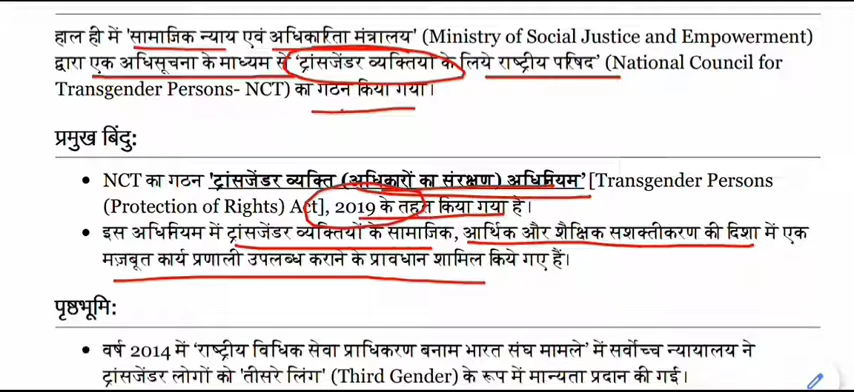 हाल ही में 'सामाजिक न्याय एवं अधिकारिता मंत्रालय' (Ministry of Social Justice and Empowerment)
द्वारा एक अधिसूचना के माध्यम से 'ट्रांसजेंडर व्यक्तियों के लिये राष्ट्रीय परिषद' (National Council for
Transgender Persons- NCT) का गठन किया गया।
प्रमुख बिंदु:
• NCT का गठन 'ट्रांसजेंडर व्यक्ति (अधिकारों का संरक्षण) अधिनियम' [Transgender Persons
(Protection of Rights) Act], 2019 के तहत किया गया है।
• इस अधिनियम में ट्रांसजेंडर व्यक्तियों के सामाजिक, आर्थिक और शैक्षिक सशक्तीकरण की दिशा में एक
मज़बूत कार्य प्रणाली उपलब्ध कराने के प्रावधान शामिल किये गए हैं।
पृष्ठभूमि:
• वर्ष 2014 में 'राष्ट्रीय विधिक सेवा प्राधिकरण बनाम भारत संघ मामले' में सर्वोच्च न्यायालय ने
ट्रांसजेंडर लोगों को 'तीसरे लिंग' (Third Gender) के रूप में मान्यता प्रदान की गई।